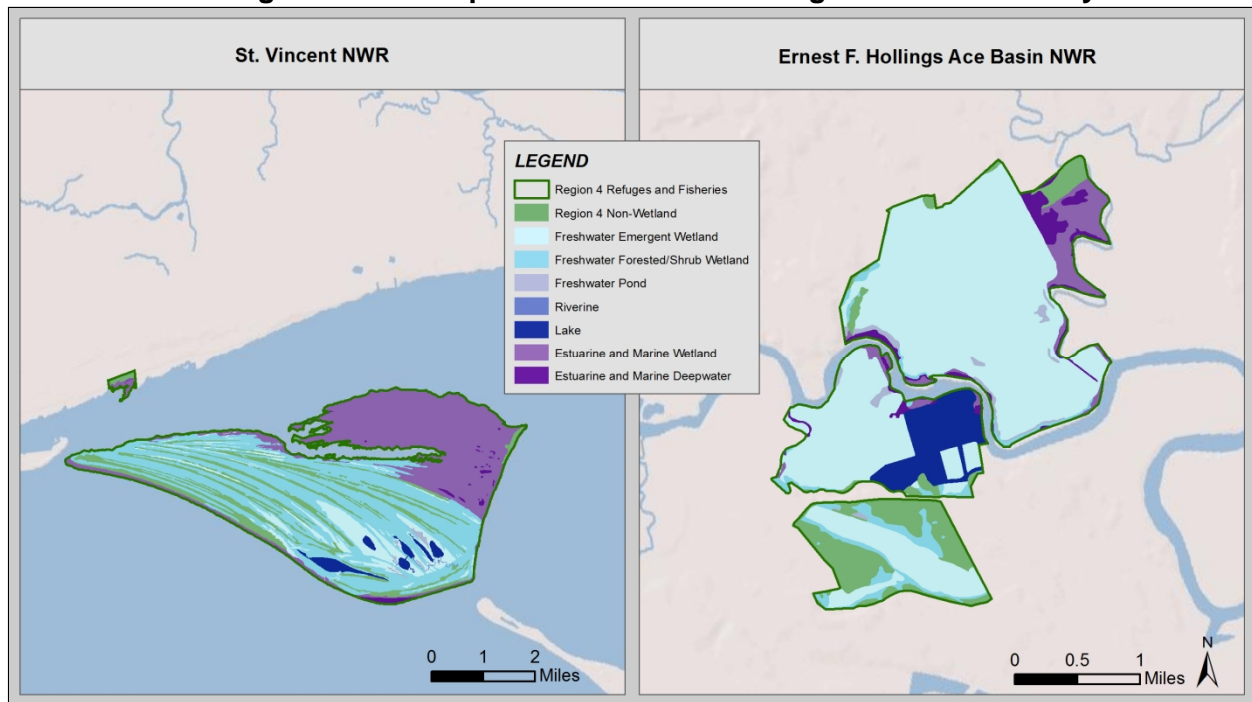 St. Vincent NWR
Ernest F. Hollings Ace Basin NWR
LEGEND
Region 4 Refuges and Fisheries
Region 4 Non-Wetland
Freshwater Emergent Wetland
Freshwater Forested/Shrub Wetland
Freshwater Pond
Riverine
Lake
Estuarine and Marine Wetland
Estuarine and Marine Deepwater
0 1 2
Miles
0 0.5 1
Miles
N